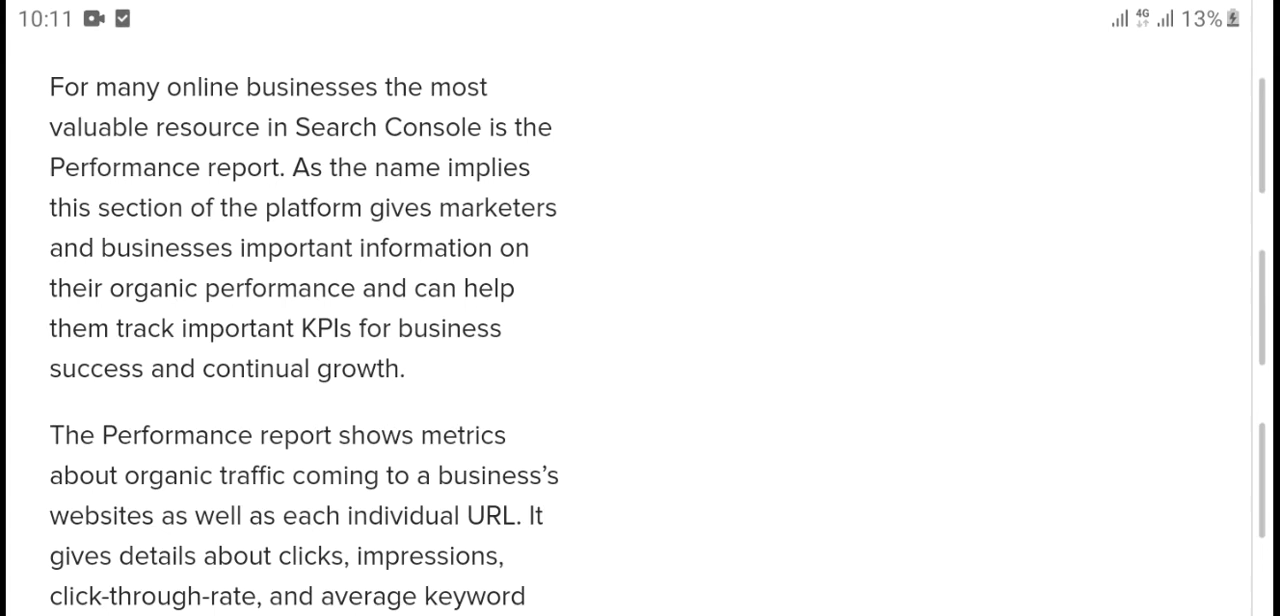 10:11
4G
13%
For many online businesses the most
valuable resource in Search Console is the
Performance report. As the name implies
this section of the platform gives marketers
and businesses important information on
their organic performance and can help
them track important KPIs for business
success and continual growth.
The Performance report shows metrics
about organic traffic coming to a business’s
websites as well as each individual URL. It
gives details about clicks, impressions,
click-through-rate, and average keyword